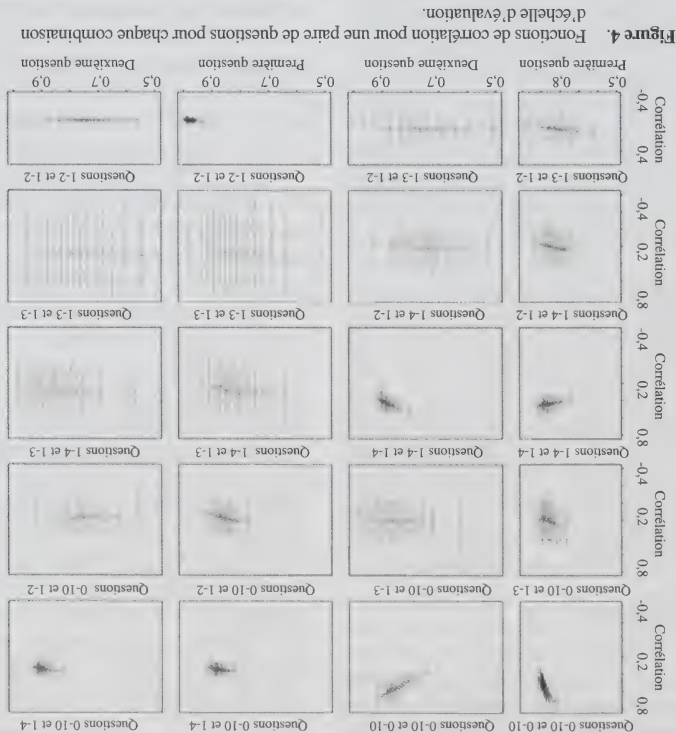 Questions 0-10 et 1-4
Questions 0-10 et 1-4
Questions 0-10 et 0-10
Questions 0-10 et 0-10
0,8
0,2
-0,4
Corrélation
Questions 0-10 et 1-2
Questions 0-10 et 1-2
Questions 0-10 et 1-3
Questions 0-10 et 1-3
0,8
0,2
-0,4
Corrélation
Questions 1-4 et 1-3
Questions 1-4 et 1-3
Questions 1-4 et 1-4
Questions 1-4 et 1-4
0,8
0,2
-0,4
Corrélation
Questions 1-3 et 1-3
Questions 1-3 et 1-3
Questions 1-4 et 1-2
Questions 1-4 et 1-2
0,8
0,2
-0,4
Corrélation
Questions 1-2 et 1-2
Questions 1-2 et 1-2
Questions 1-3 et 1-2
Questions 1-3 et 1-2
0,4
-0,4
Corrélation
0,5 0,7 0,9
0,5 0,9
0,5 0,7 0,9
0,5 0,8
Deuxième question
Première question
Deuxième question
Première question
Figure 4. Fonctions de corrélation pour une paire de questions pour chaque combinaison
d'échelle d'évaluation.